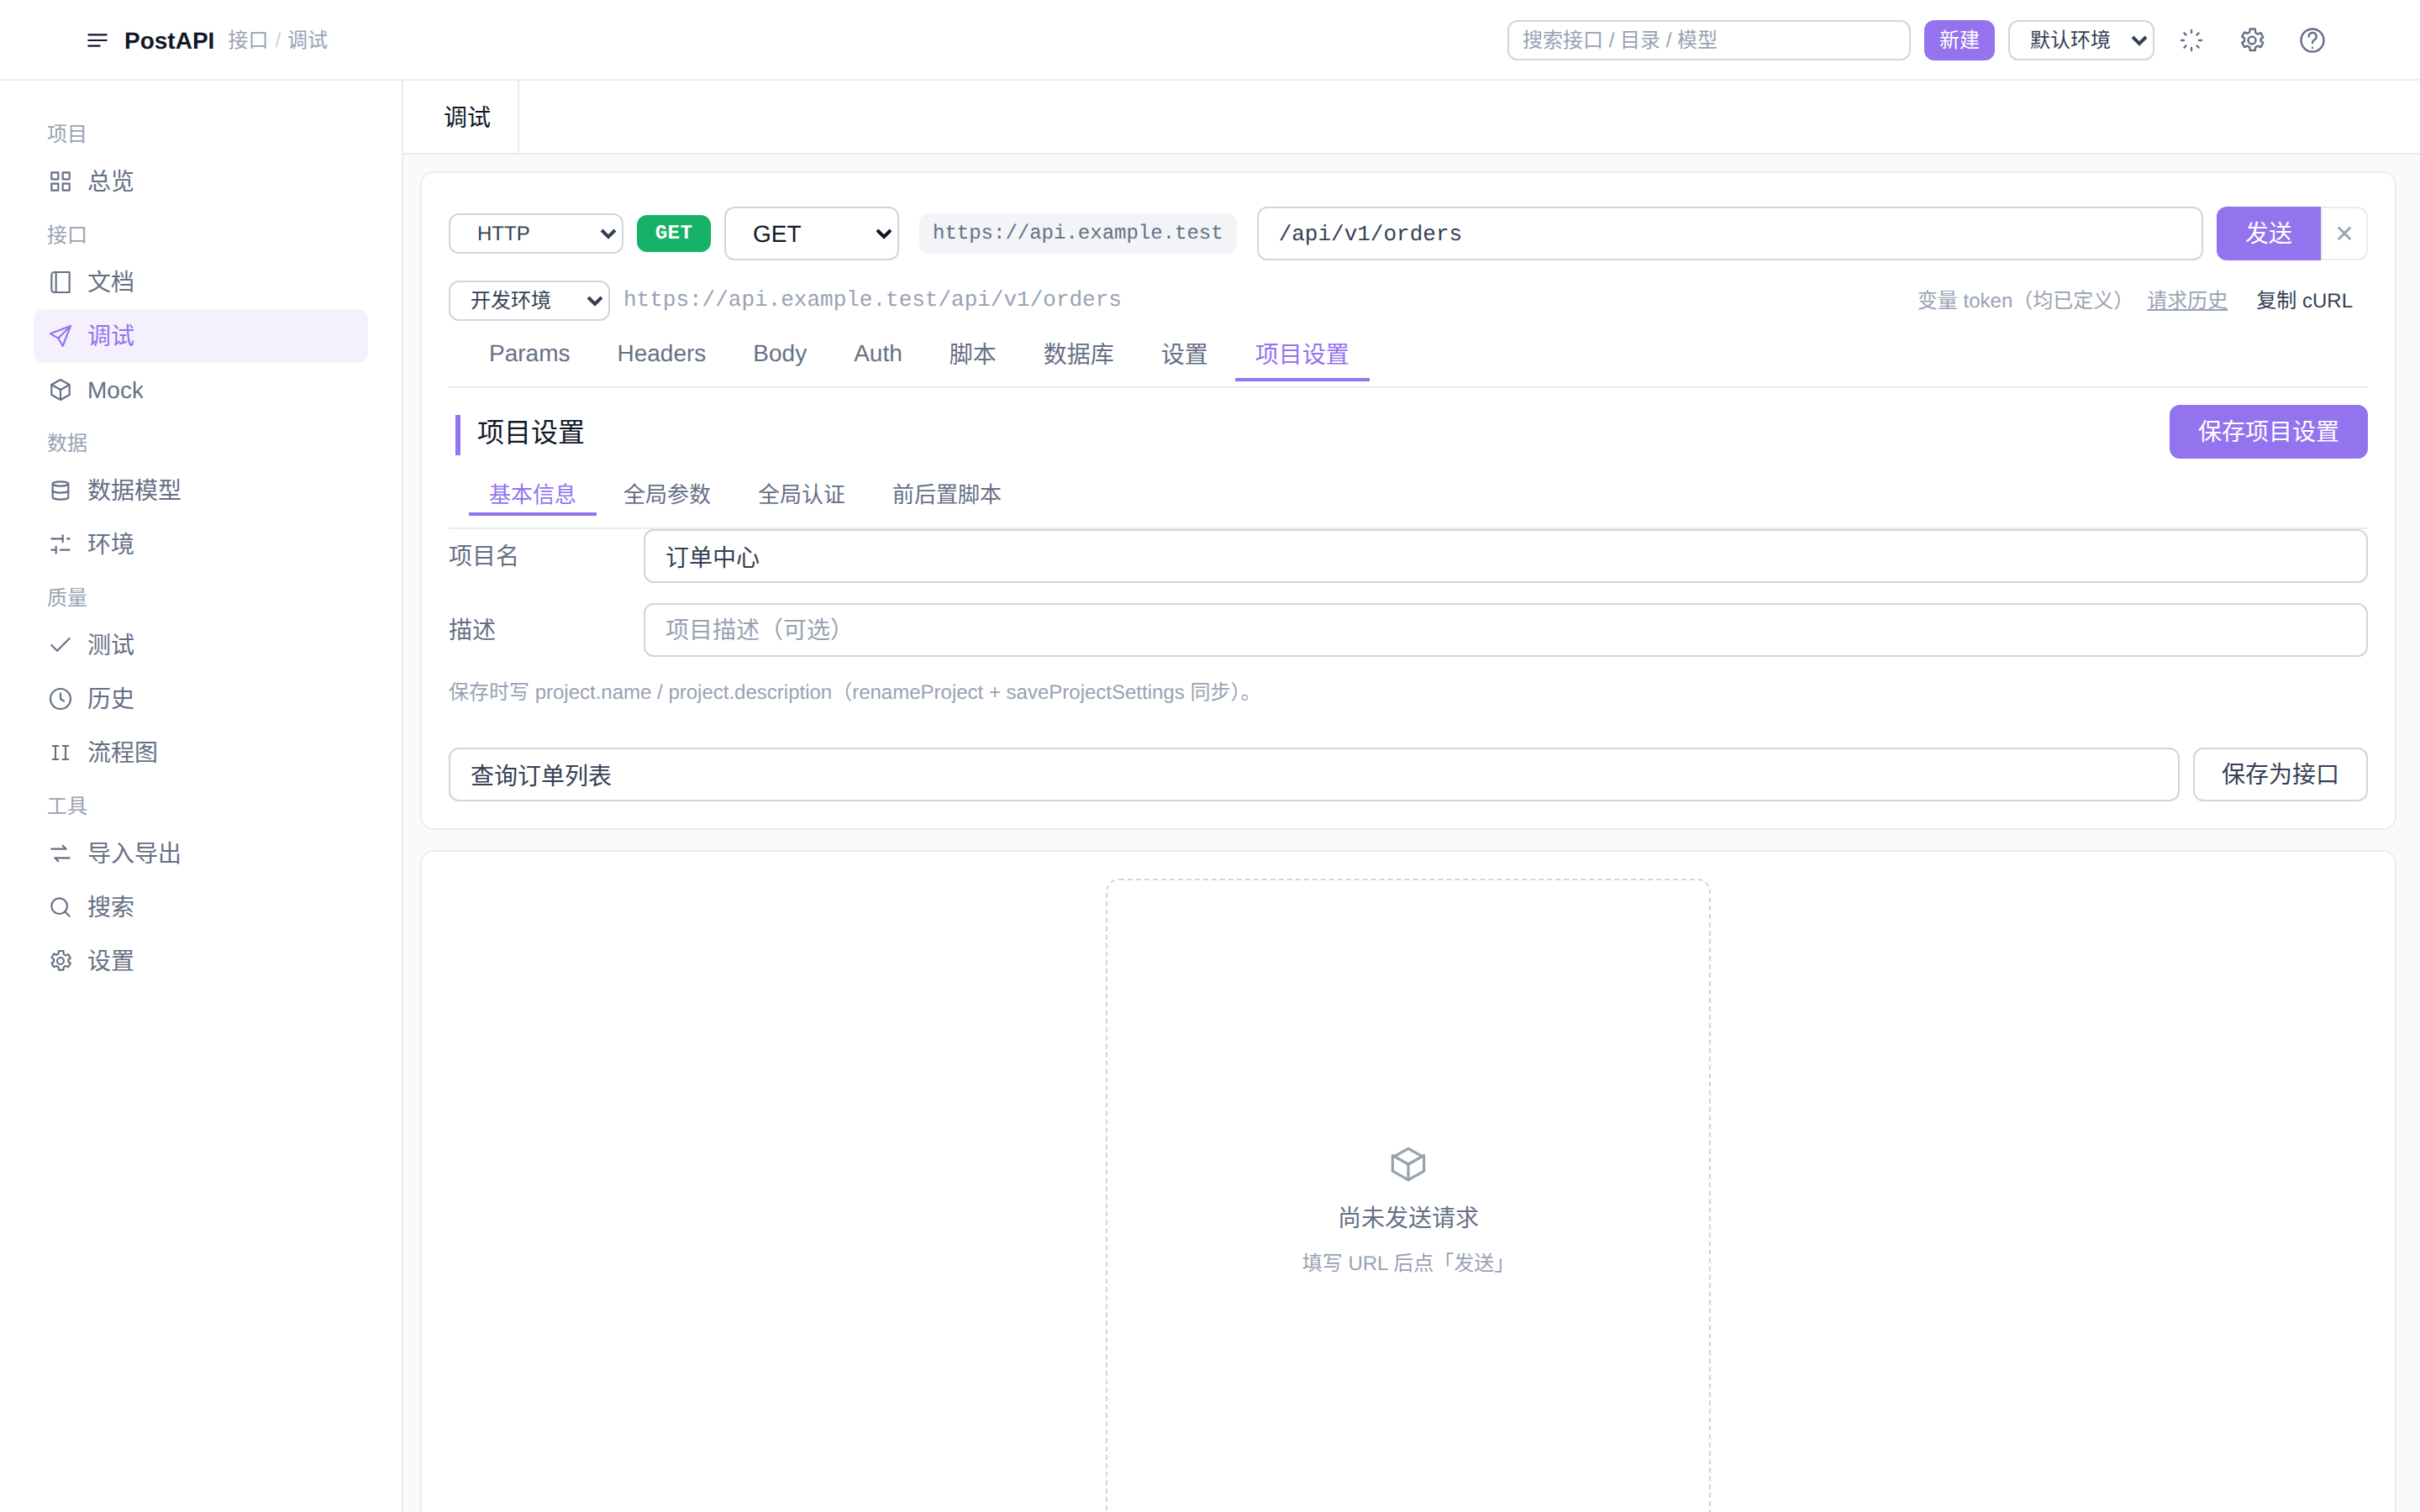 PostAPI 接口 / 调试
搜索接口 / 目录 / 模型
新建
默认环境
项目
总览
接口
文档
调试
Mock
数据
数据模型
环境
质量
测试
历史
流程图
工具
导入导出
搜索
设置
调试
HTTP GET GET https://api.example.test /api/v1/orders 发送 ×
开发环境 https://api.example.test/api/v1/orders 变量 token（均已定义） 请求历史 复制 cURL
Params Headers Body Auth 脚本 数据库 设置 项目设置
项目设置 保存项目设置
基本信息 全局参数 全局认证 前后置脚本
项目名 订单中心
描述 项目描述（可选）
保存时写 project.name / project.description（renameProject + saveProjectSettings 同步）。
查询订单列表 保存为接口
尚未发送请求
填写 URL 后点「发送」